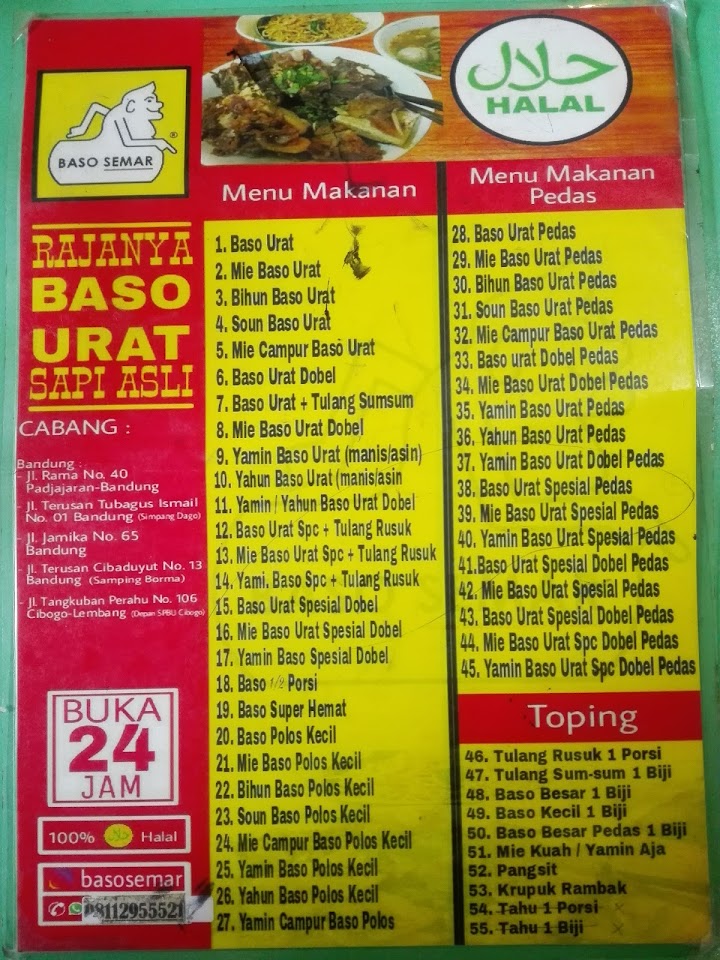 BASO SEMAR
®
RAJANYA
BASO
URAT
SAPI ASLI
CABANG :
Bandung :
- Jl. Rama No. 40
Padjajaran-Bandung
- Jl. Terusan Tubagus Ismail
No. 01 Bandung (Simpang Dago)
- Jl. Jamika No. 65
Bandung
- Jl. Terusan Cibaduyut No. 13
Bandung (Samping Borma)
- Jl. Tangkuban Perahu No. 106
Cibogo-Lembang (Depan SPBU Cibogo)
BUKA
24
JAM
100% حلال Halal
basosemar
08112955521
حلال
HALAL
Menu Makanan
1. Baso Urat
2. Mie Baso Urat
3. Bihun Baso Urat
4. Soun Baso Urat
5. Mie Campur Baso Urat
6. Baso Urat Dobel
7. Baso Urat + Tulang Sumsum
8. Mie Baso Urat Dobel
9. Yamin Baso Urat (manis/asin)
10. Yahun Baso Urat (manis/asin
11. Yamin / Yahun Baso Urat Dobel
12. Baso Urat Spc + Tulang Rusuk
13. Mie Baso Urat Spc + Tulang Rusuk
14. Yami. Baso Spc + Tulang Rusuk
15. Baso Urat Spesial Dobel
16. Mie Baso Urat Spesial Dobel
17. Yamin Baso Spesial Dobel
18. Baso 1/2 Porsi
19. Baso Super Hemat
20. Baso Polos Kecil
21. Mie Baso Polos Kecil
22. Bihun Baso Polos Kecil
23. Soun Baso Polos Kecil
24. Mie Campur Baso Polos Kecil
25. Yamin Baso Polos Kecil
26. Yahun Baso Polos Kecil
27. Yamin Campur Baso Polos
Menu Makanan
Pedas
28. Baso Urat Pedas
29. Mie Baso Urat Pedas
30. Bihun Baso Urat Pedas
31. Soun Baso Urat Pedas
32. Mie Campur Baso Urat Pedas
33. Baso urat Dobel Pedas
34. Mie Baso Urat Dobel Pedas
35. Yamin Baso Urat Pedas
36. Yahun Baso Urat Pedas
37. Yamin Baso Urat Dobel Pedas
38. Baso Urat Spesial Pedas
39. Mie Baso Urat Spesial Pedas
40. Yamin Baso Urat Spesial Pedas
41.Baso Urat Spesial Dobel Pedas
42. Mie Baso Urat Spesial Pedas
43. Baso Urat Spesial Dobel Pedas
44. Mie Baso Urat Spc Dobel Pedas
45. Yamin Baso Urat Spc Dobel Pedas
Toping
46. Tulang Rusuk 1 Porsi
47. Tulang Sum-sum 1 Biji
48. Baso Besar 1 Biji
49. Baso Kecil 1 Biji
50. Baso Besar Pedas 1 Biji
51. Mie Kuah / Yamin Aja
52. Pangsit
53. Krupuk Rambak
54. Tahu 1 Porsi
55. Tahu 1 Biji